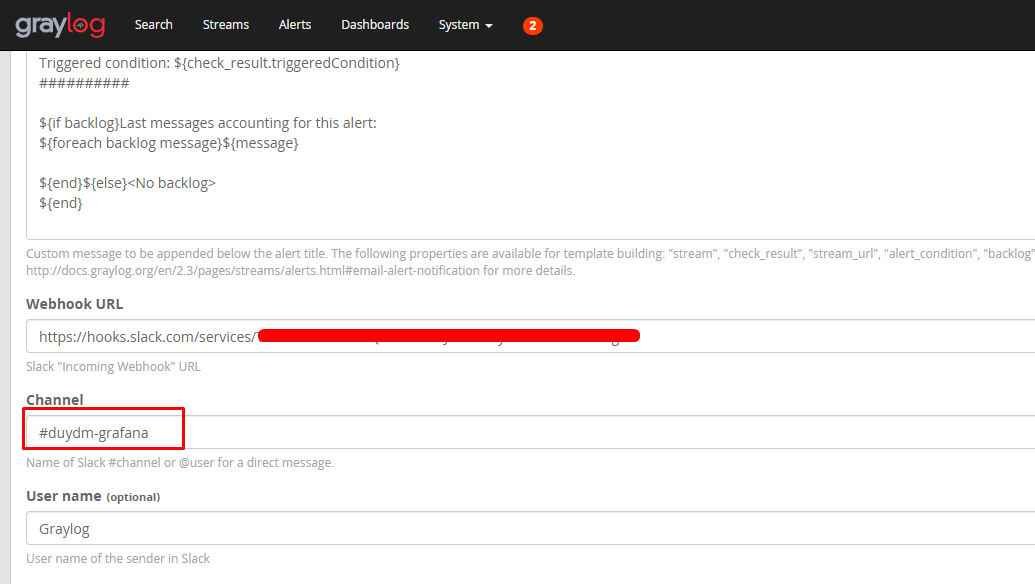 graylog Search Streams Alerts Dashboards System 2
Triggered condition: ${check_result.triggeredCondition}
##########
${if backlog}Last messages accounting for this alert:
${foreach backlog message}${message}
${end}${else}<No backlog>
${end}
Custom message to be appended below the alert title. The following properties are available for template building: "stream", "check_result", "stream_url", "alert_condition", "backlog"
http://docs.graylog.org/en/2.3/pages/streams/alerts.html#email-alert-notification for more details.
Webhook URL
https://hooks.slack.com/services/
Slack "Incoming Webhook" URL
Channel
#duydm-grafana
Name of Slack #channel or @user for a direct message.
User name (optional)
Graylog
User name of the sender in Slack